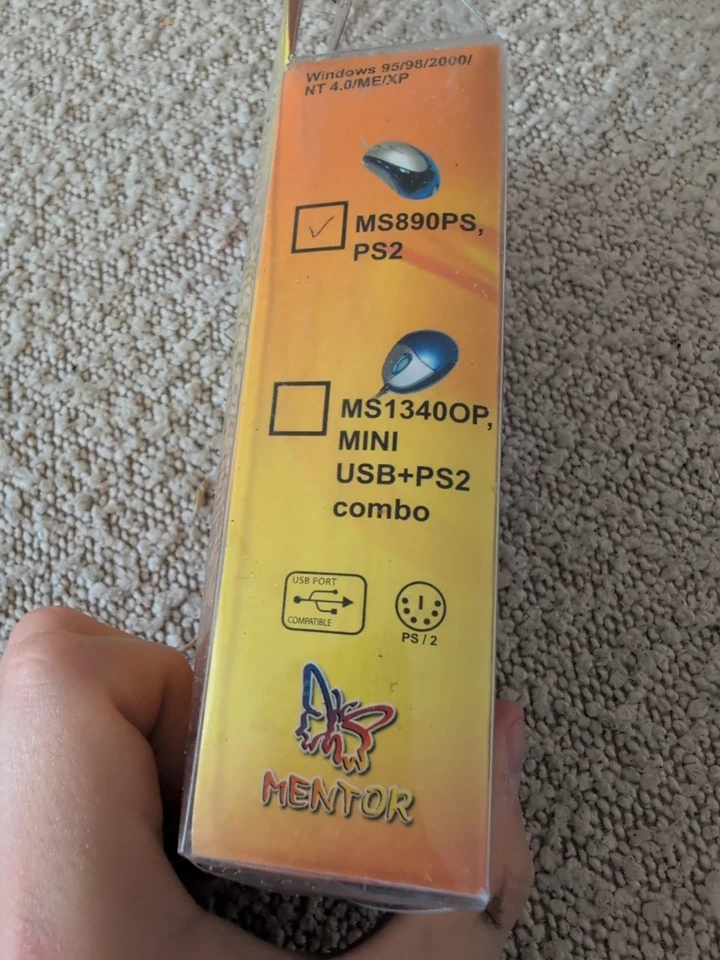 Windows 95/98/2000/
NT 4.0/ME/XP
MS890PS,
PS2
MS1340OP,
MINI
USB+PS2
combo
USB PORT
COMPATIBLE
PS / 2
MENTOR